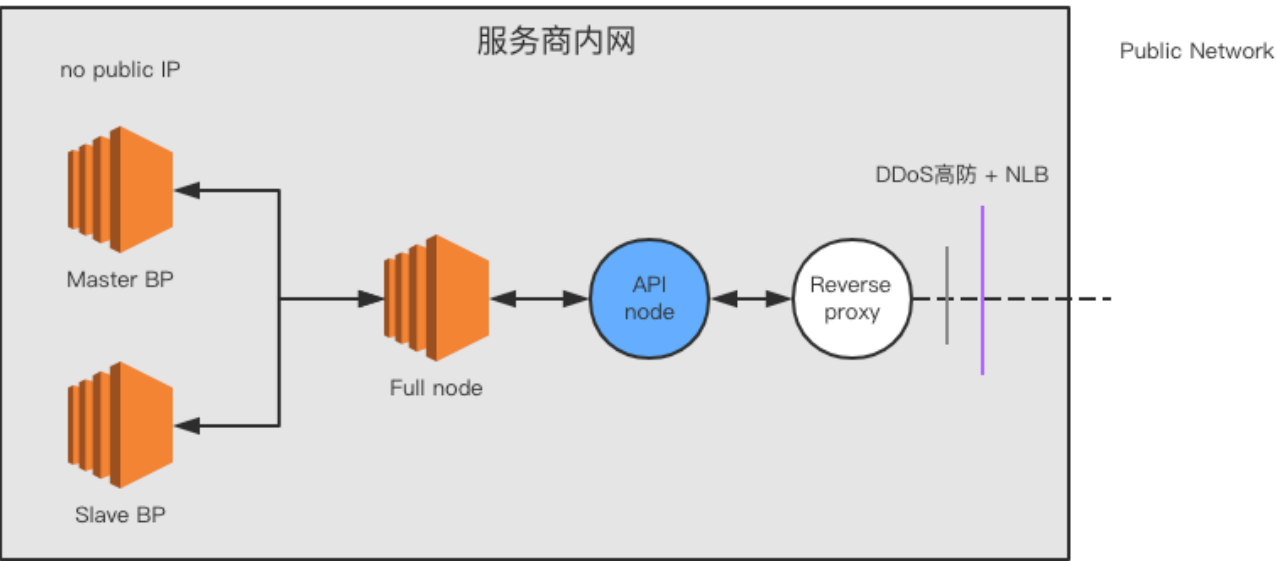 服务商内网
Public Network
no public IP
DDoS高防 + NLB
Master BP
API
node
Reverse
proxy
Full node
Slave BP